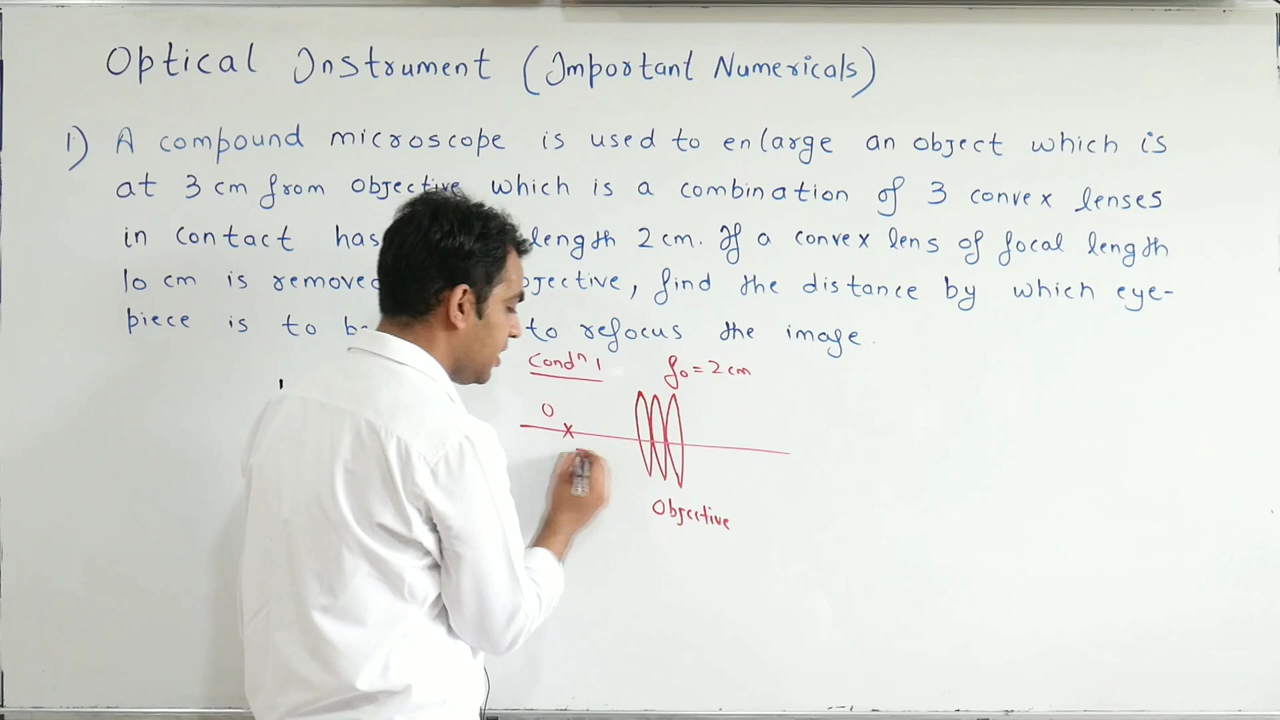 Optical Instrument (Important Numericals)
1) A compound microscope is used to enlarge an object which is
at 3 cm from objective which is a combination of 3 convex lenses
in contact has length 2 cm. If a convex lens of focal length
10 cm is removed find the distance by which eye-
piece is to to refocus the image.
Condⁿ 1
fo = 2 cm
O
Objective